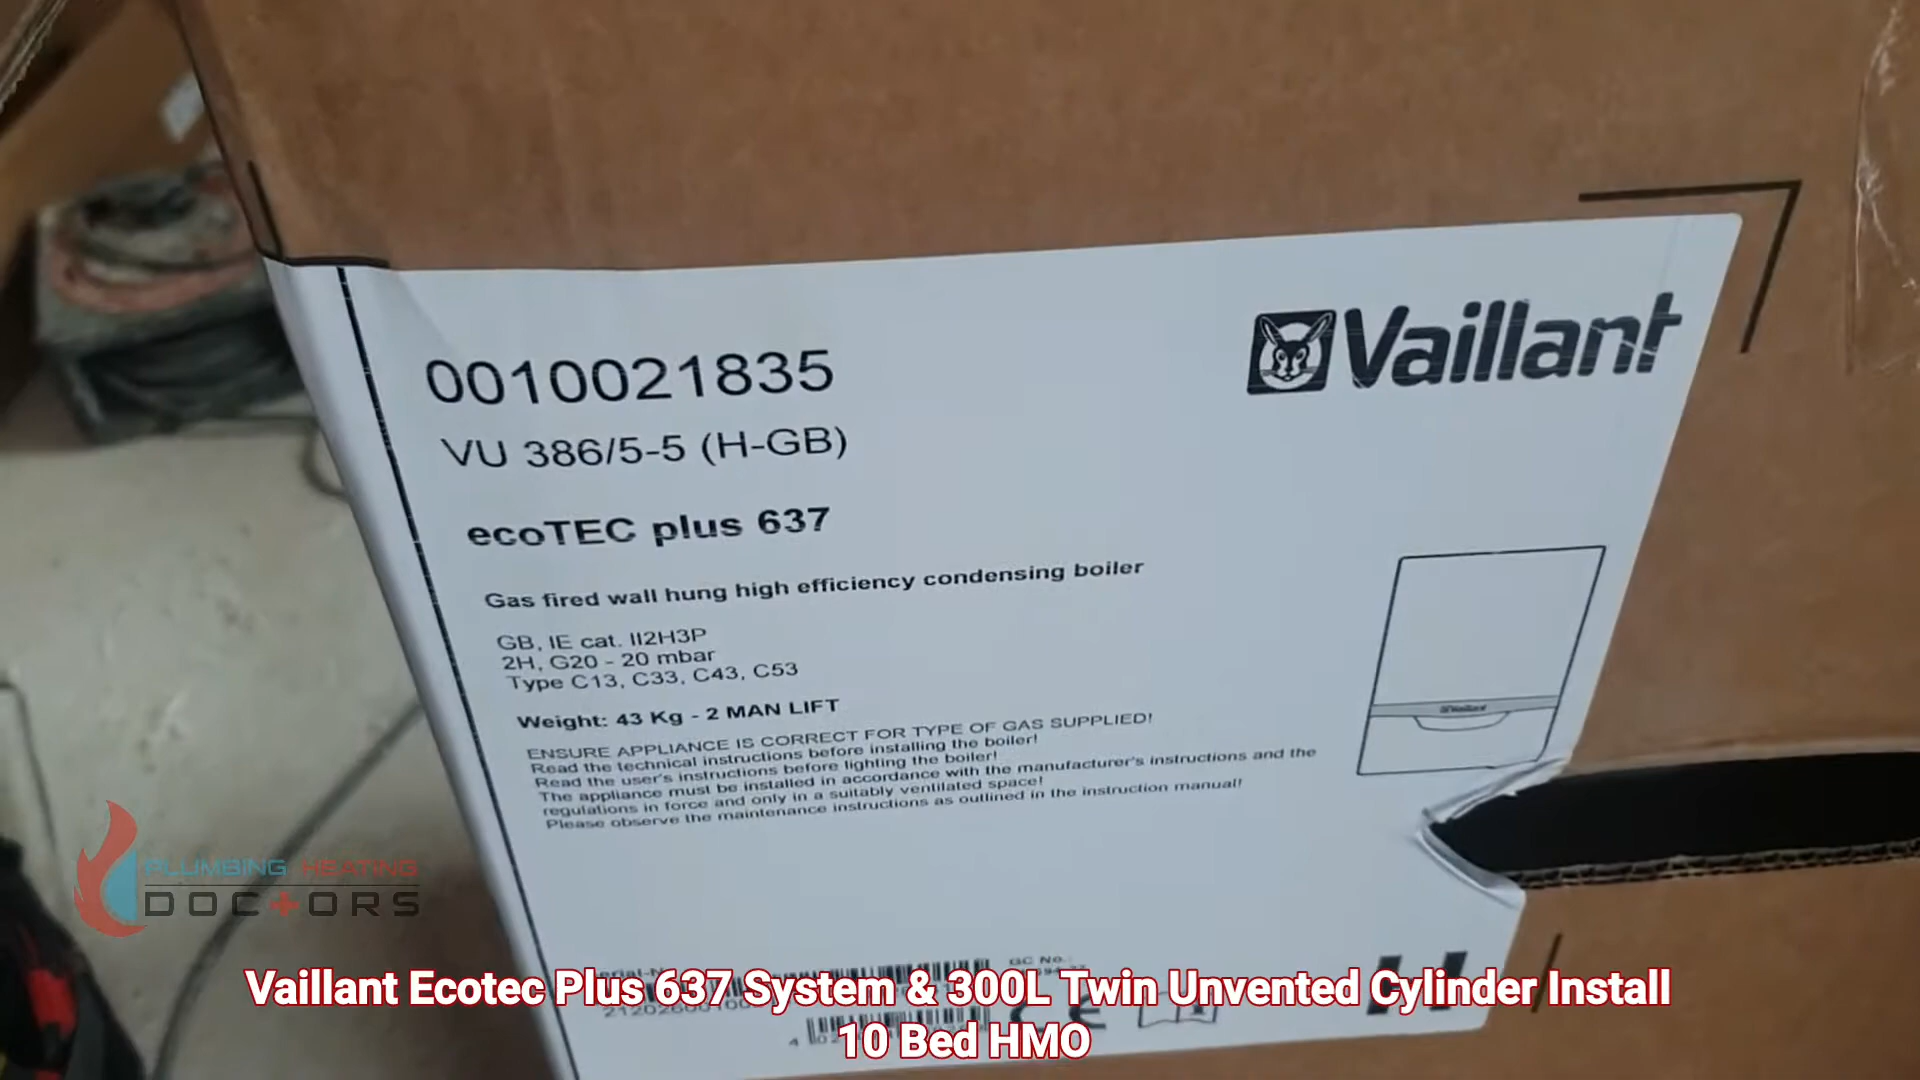 Vaillant
0010021835
VU 386/5-5 (H-GB)
ecoTEC plus 637
Gas fired wall hung high efficiency condensing boiler
GB, IE cat. II2H3P
2H, G20 - 20 mbar
Type C13, C33, C43, C53
Weight: 43 Kg - 2 MAN LIFT
ENSURE APPLIANCE IS CORRECT FOR TYPE OF GAS SUPPLIED!
Read the technical instructions before installing the boiler!
Read the user's instructions before lighting the boiler!
The appliance must be installed in accordance with the manufacturer's instructions and the
regulations in force and only in a suitably ventilated space!
Please observe the maintenance instructions as outlined in the instruction manual!
Vaillant
PLUMBING HEATING
DOCTORS
GC No.
H
CE
Vaillant Ecotec Plus 637 System & 300L Twin Unvented Cylinder Install
10 Bed HMO